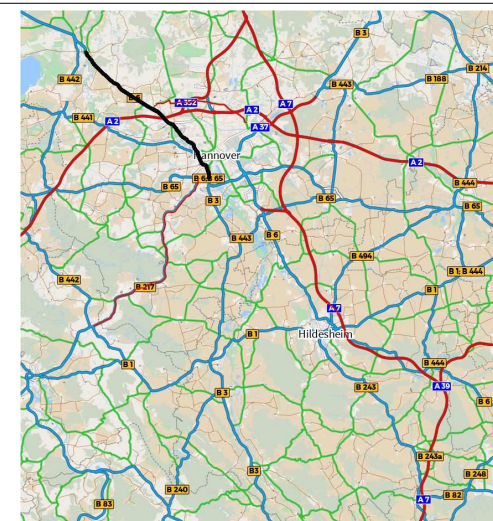 B 3
B 214
B 442
B 443
B 188
B 6
A 352
A 7
B 441
A 2
A 2
A 37
Hannover
A 2
B 65
B 6; B 65
B 444
B 3
B 65
B 65
B 443
B 6
B 494
B 1; B 444
B 442
B 217
B 1
A 7
B 1
Hildesheim
B 1
B 444
B 3
B 243
A 39
B 6
B 243a
B3
B 248
B 240
B 83
A 7
B 82